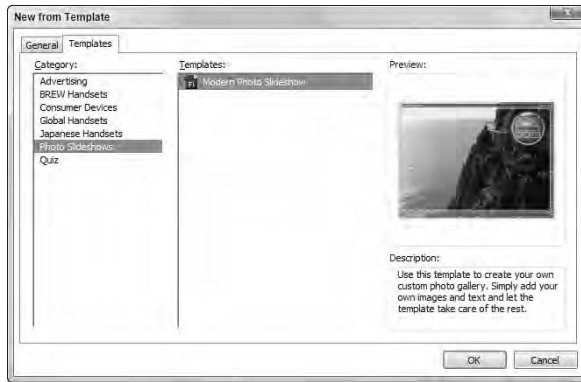 New from Template
General
Templates
Category:
Templates:
Preview:
Advertising
BREW Handsets
Consumer Devices
Global Handsets
Japanese Handsets
Photo Slideshows
Quiz
Modern Photo Slideshow
Description:
Use this template to create your own
custom photo gallery. Simply add your
own images and text and let the
template take care of the rest.
OK
Cancel